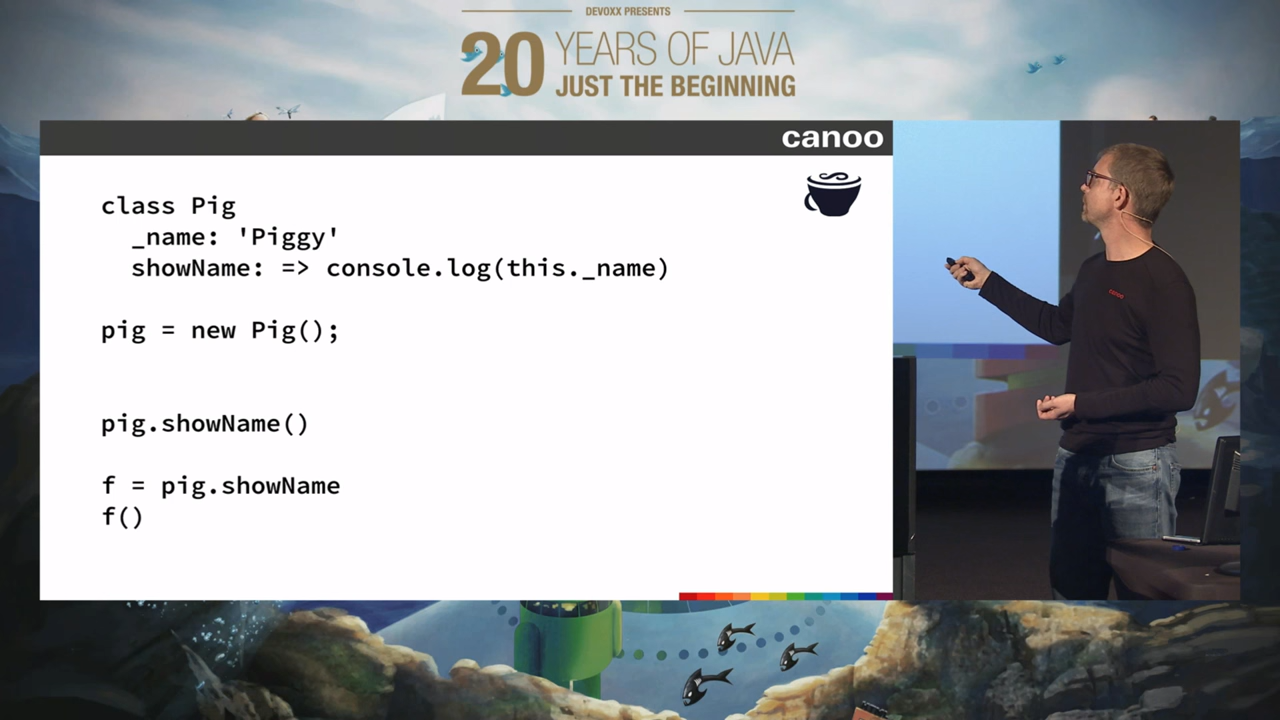 DEVOXX PRESENTS
20 YEARS OF JAVA
JUST THE BEGINNING
canoo
class Pig
_name: 'Piggy'
showName: => console.log(this._name)
pig = new Pig();
pig.showName()
f = pig.showName
f()
canoo